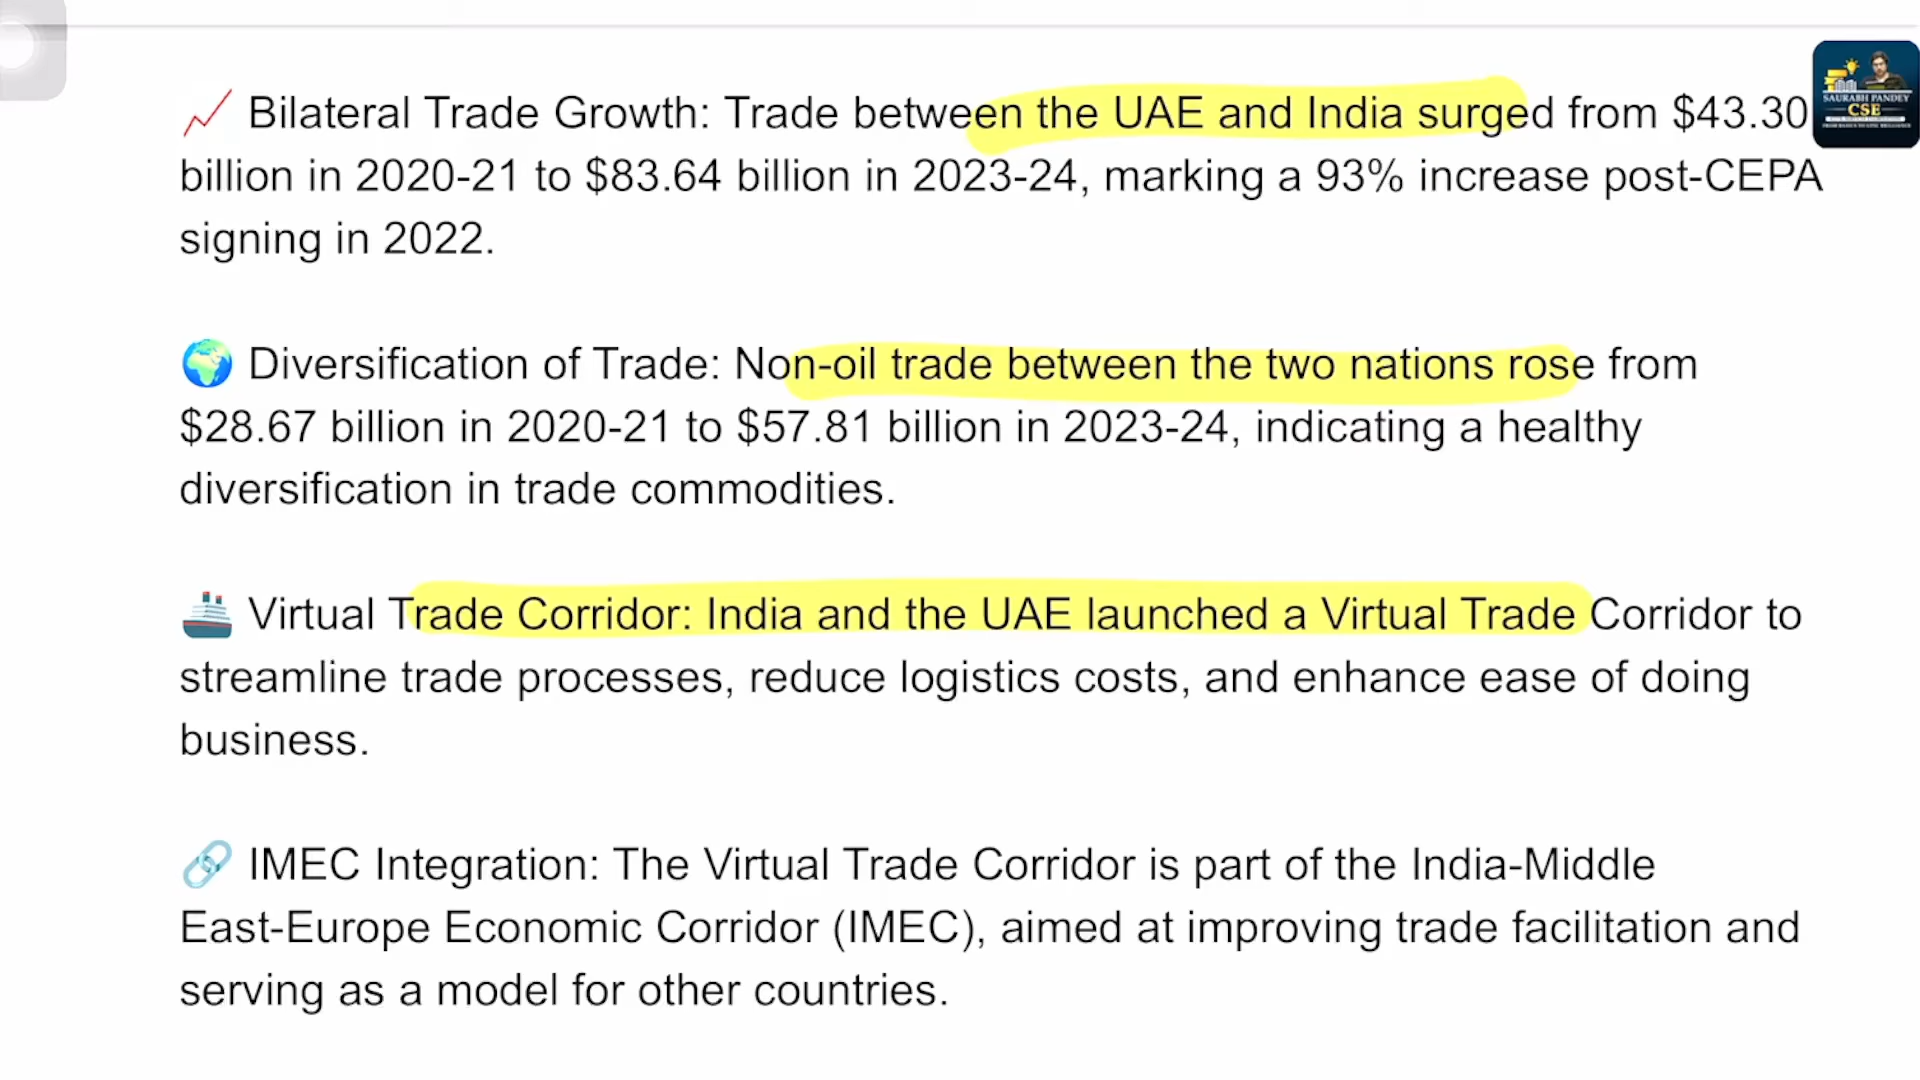 📈 Bilateral Trade Growth: Trade between the UAE and India surged from $43.30
billion in 2020-21 to $83.64 billion in 2023-24, marking a 93% increase post-CEPA
signing in 2022.
🌍 Diversification of Trade: Non-oil trade between the two nations rose from
$28.67 billion in 2020-21 to $57.81 billion in 2023-24, indicating a healthy
diversification in trade commodities.
🚢 Virtual Trade Corridor: India and the UAE launched a Virtual Trade Corridor to
streamline trade processes, reduce logistics costs, and enhance ease of doing
business.
🔗 IMEC Integration: The Virtual Trade Corridor is part of the India-Middle
East-Europe Economic Corridor (IMEC), aimed at improving trade facilitation and
serving as a model for other countries.
SAURABH PANDEY
CSE